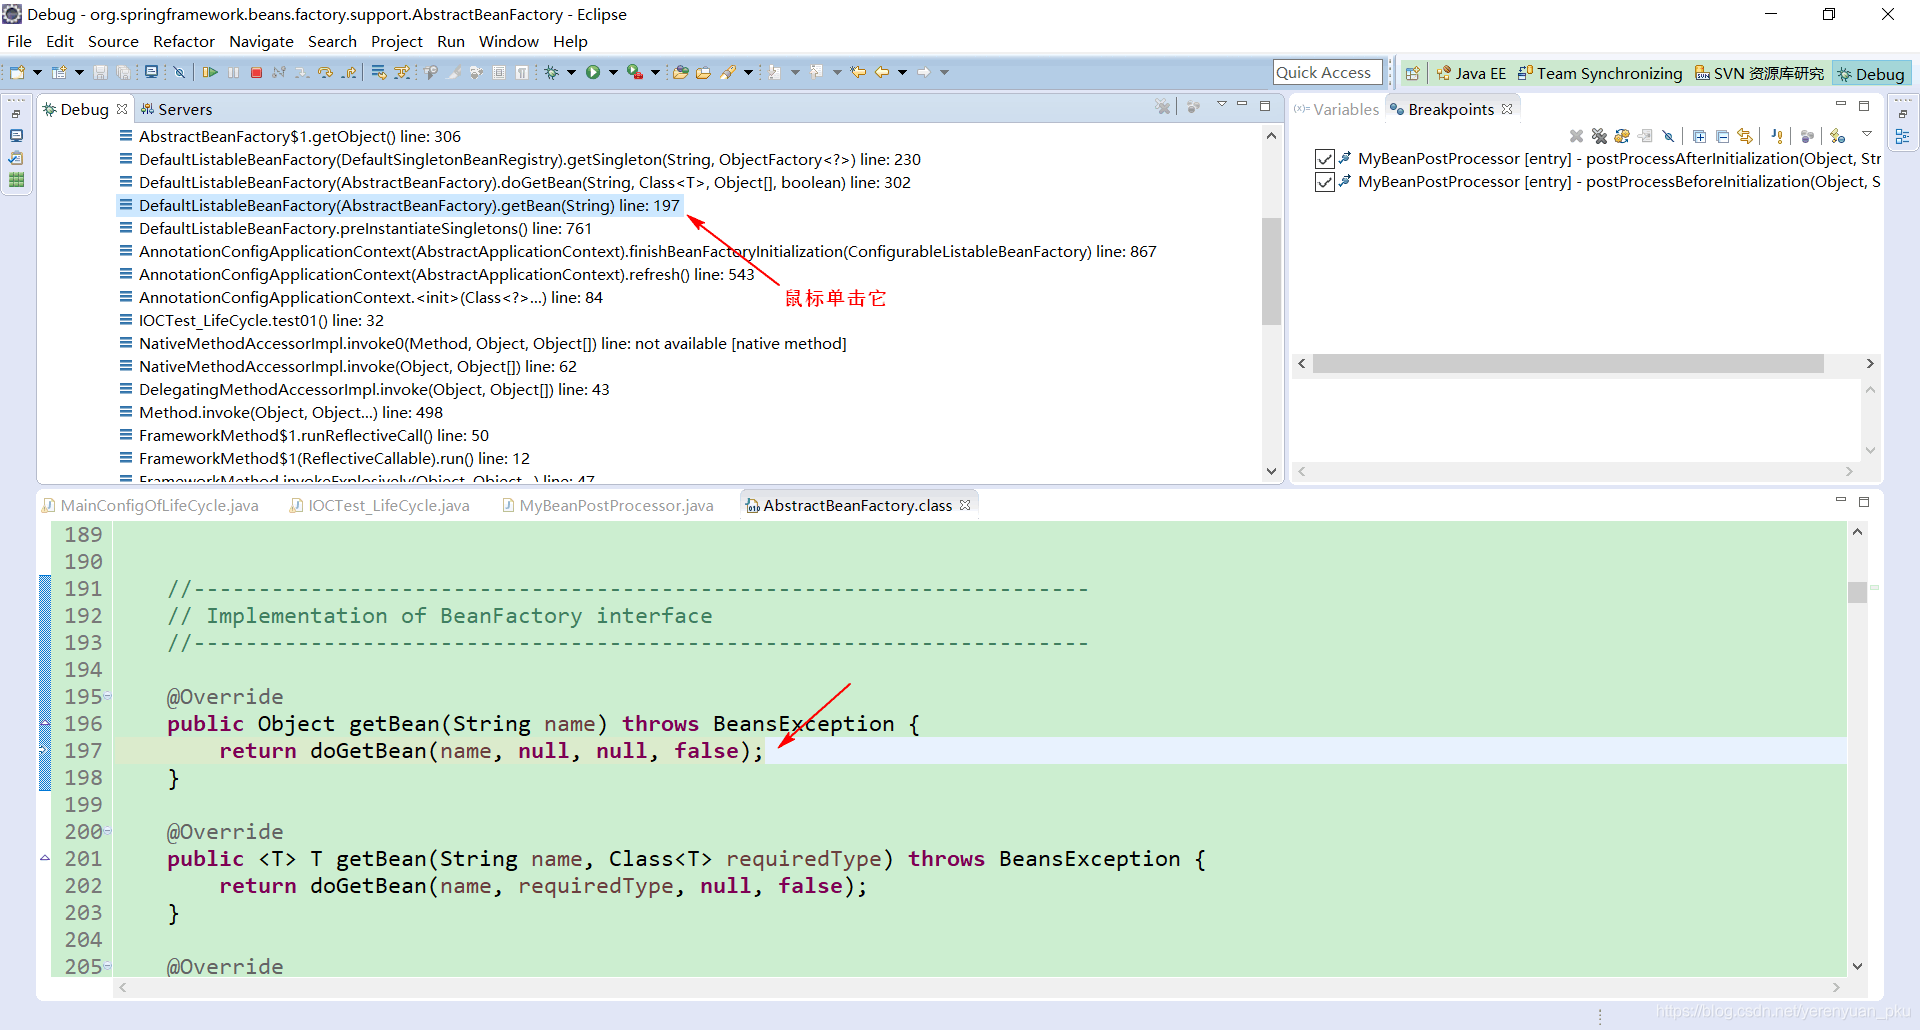 Debug - org.springframework.beans.factory.support.AbstractBeanFactory - Eclipse
File Edit Source Refactor Navigate Search Project Run Window Help
Quick Access
Java EE Team Synchronizing SVN 资源库研究 Debug
Debug Servers
AbstractBeanFactory$1.getObject() line: 306
DefaultListableBeanFactory(DefaultSingletonBeanRegistry).getSingleton(String, ObjectFactory<?>) line: 230
DefaultListableBeanFactory(AbstractBeanFactory).doGetBean(String, Class<T>, Object[], boolean) line: 302
DefaultListableBeanFactory(AbstractBeanFactory).getBean(String) line: 197
DefaultListableBeanFactory.preInstantiateSingletons() line: 761
AnnotationConfigApplicationContext(AbstractApplicationContext).finishBeanFactoryInitialization(ConfigurableListableBeanFactory) line: 867
AnnotationConfigApplicationContext(AbstractApplicationContext).refresh() line: 543
AnnotationConfigApplicationContext.<init>(Class<?>...) line: 84
鼠标单击它
IOCTest_LifeCycle.test01() line: 32
NativeMethodAccessorImpl.invoke0(Method, Object, Object[]) line: not available [native method]
NativeMethodAccessorImpl.invoke(Object, Object[]) line: 62
DelegatingMethodAccessorImpl.invoke(Object, Object[]) line: 43
Method.invoke(Object, Object...) line: 498
FrameworkMethod$1.runReflectiveCall() line: 50
FrameworkMethod$1(ReflectiveCallable).run() line: 12
FrameworkMethod.invokeExplosively(Object, Object...) line: 47
(x)= Variables Breakpoints
MyBeanPostProcessor [entry] - postProcessAfterInitialization(Object, Str
MyBeanPostProcessor [entry] - postProcessBeforeInitialization(Object, S
MainConfigOfLifeCycle.java IOCTest_LifeCycle.java MyBeanPostProcessor.java AbstractBeanFactory.class
189
190
191 //---------------------------------------------------------------------
192 // Implementation of BeanFactory interface
193 //---------------------------------------------------------------------
194
195 @Override
196 public Object getBean(String name) throws BeansException {
197 return doGetBean(name, null, null, false);
198 }
199
200 @Override
201 public <T> T getBean(String name, Class<T> requiredType) throws BeansException {
202 return doGetBean(name, requiredType, null, false);
203 }
204
205 @Override
https://blog.csdn.net/yerenyuan_pku